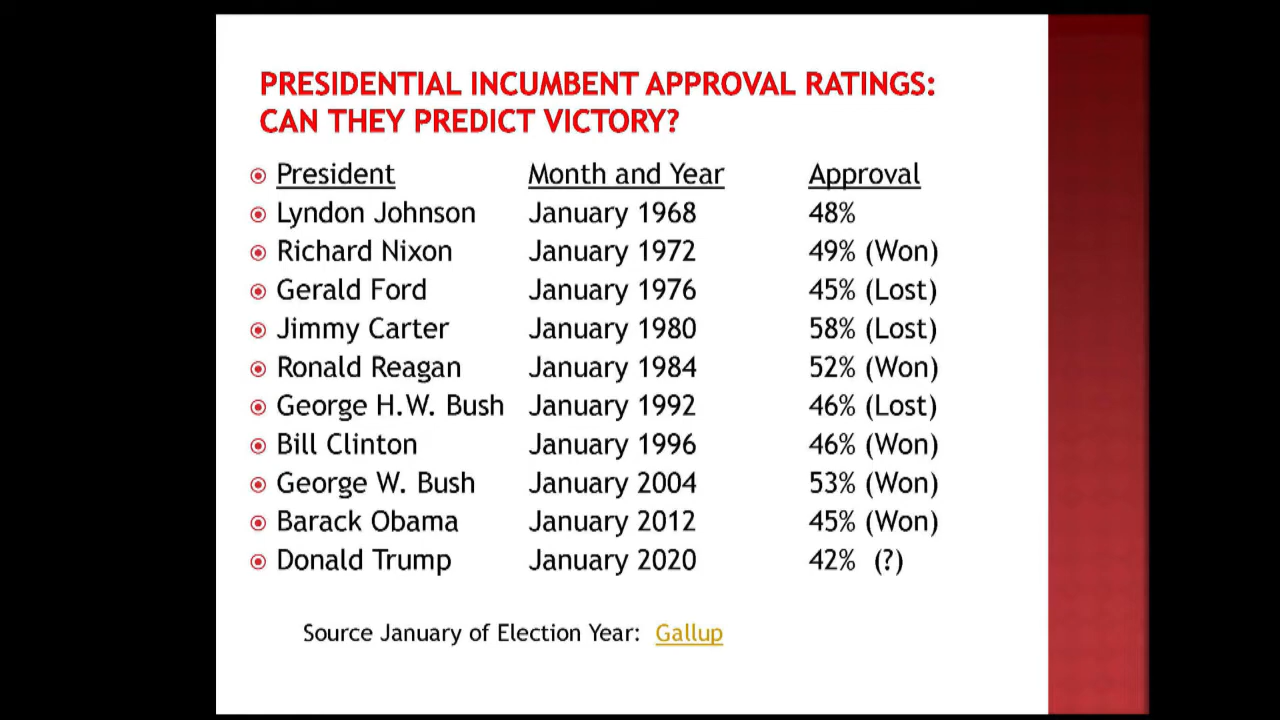 PRESIDENTIAL INCUMBENT APPROVAL RATINGS:
CAN THEY PREDICT VICTORY?
President Month and Year Approval
Lyndon Johnson January 1968 48%
Richard Nixon January 1972 49% (Won)
Gerald Ford January 1976 45% (Lost)
Jimmy Carter January 1980 58% (Lost)
Ronald Reagan January 1984 52% (Won)
George H.W. Bush January 1992 46% (Lost)
Bill Clinton January 1996 46% (Won)
George W. Bush January 2004 53% (Won)
Barack Obama January 2012 45% (Won)
Donald Trump January 2020 42% (?)
Source January of Election Year: Gallup